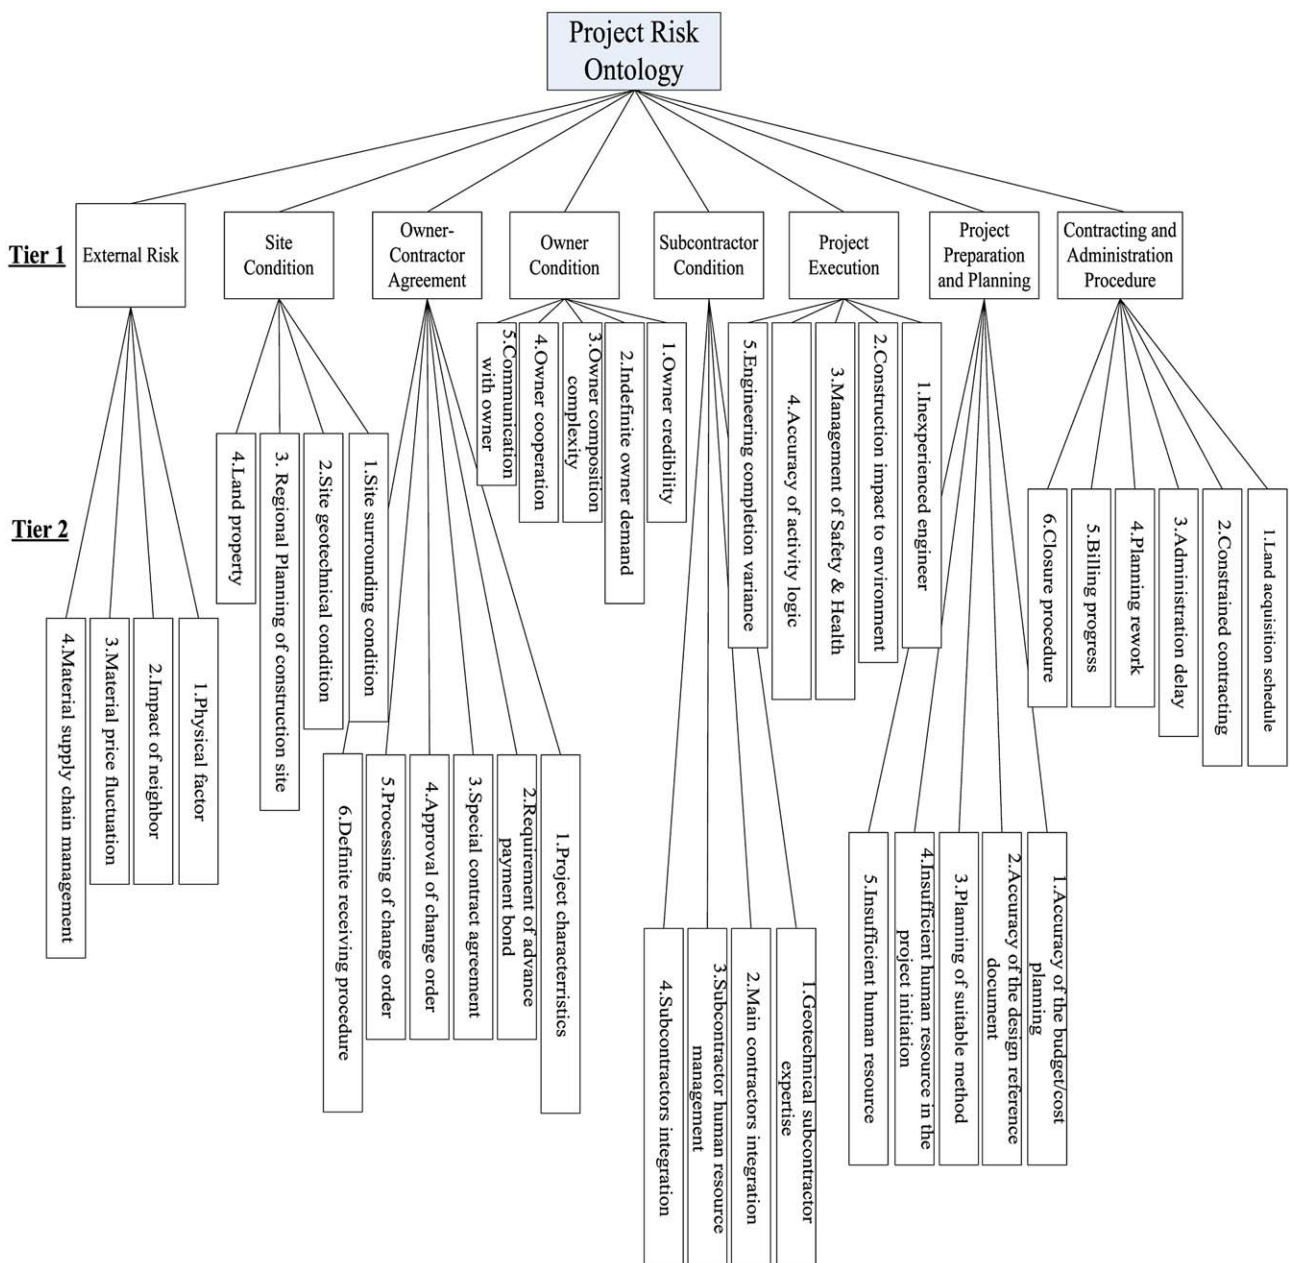 Project Risk
Ontology
Tier 1
External Risk
Site
Condition
Owner-
Contractor
Agreement
Owner
Condition
Subcontractor
Condition
Project
Execution
Project
Preparation
and Planning
Contracting and
Administration
Procedure
Tier 2
4.Material supply chain management
3.Material price fluctuation
2.Impact of neighbor
1.Physical factor
4.Land property
3. Regional Planning of construction site
2.Site geotechnical condition
1.Site surrounding condition
6.Definite receiving procedure
5.Processing of change order
4.Approval of change order
3.Special contract agreement
2.Requirement of advance
payment bond
1.Project characterristics
5.Communication
with owner
4.Owner cooperation
3.Owner composition
complexity
2.Indefinite owner demand
1.Owner credibility
4.Subcontractors integration
3.Subcontractor human resource
management
2.Main contractors integration
1.Geotechnical subcontractor
expertise
5.Engineering completion variance
4.Accuracy of activity logic
3.Management of Safety & Health
2.Construction impact to environment
1.Inexperienced engineer
5.Insufficient human resource
4.Insufficient human resource in the
project initiation
3.Planning of suitable method
2.Accuracy of the design reference
document
1.Accuracy of the budget/cost
planning
6.Closure procedure
5.Billing progress
4.Planning rework
3.Administration delay
2.Constrained contracting
1.Land acquisition schedule